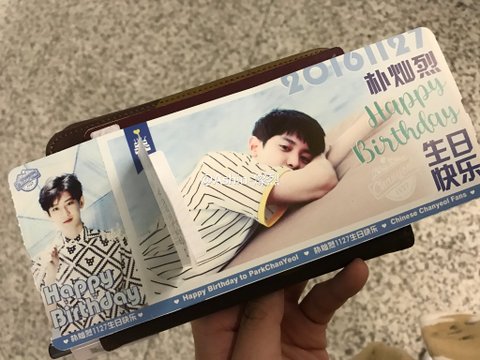 20161127
朴灿烈
Happy
Birthday
生日
快乐
Happy
Birthday
朴灿烈1127生日快乐
Happy Birthday to ParkChanYeol
朴灿烈1127生日快乐
Chinese Chanyeol Fans